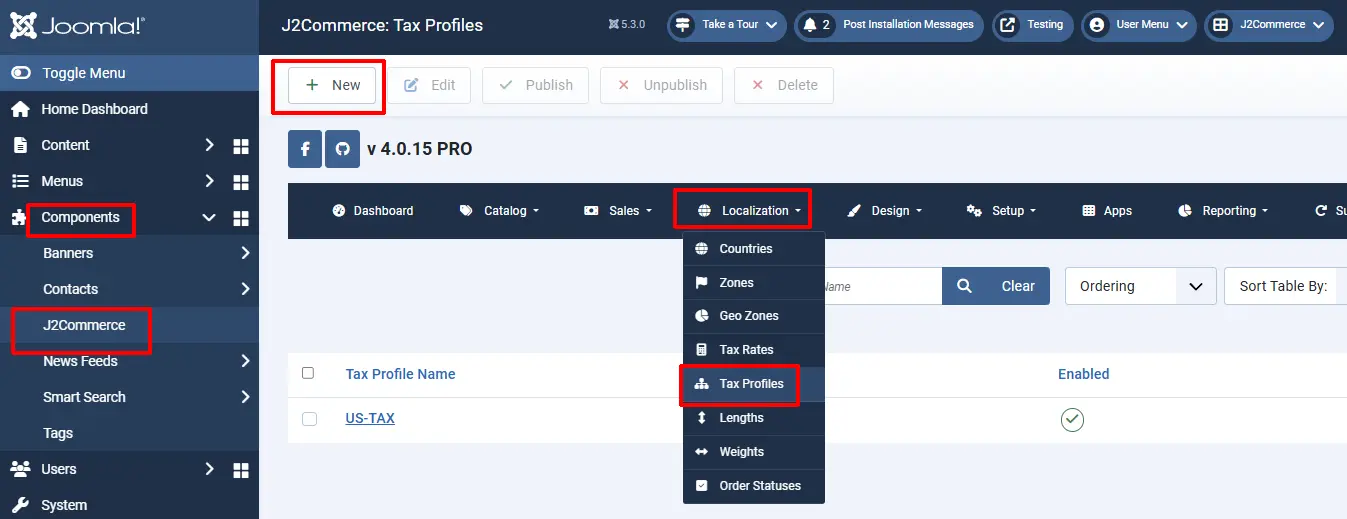 Joomla!®
J2Commerce: Tax Profiles
5.3.0
Take a Tour
2
Post Installation Messages
Testing
User Menu
J2Commerce
Toggle Menu
New
Edit
Publish
Unpublish
Delete
Home Dashboard
Content
Menus
Components
Banners
Contacts
J2Commerce
News Feeds
Smart Search
Tags
Users
System
v 4.0.15 PRO
Dashboard
Catalog
Sales
Localization
Design
Setup
Apps
Reporting
Countries
Zones
Geo Zones
Tax Rates
Tax Profiles
Lengths
Weights
Order Statuses
Clear
Ordering
Sort Table By:
Tax Profile Name
Enabled
US-TAX